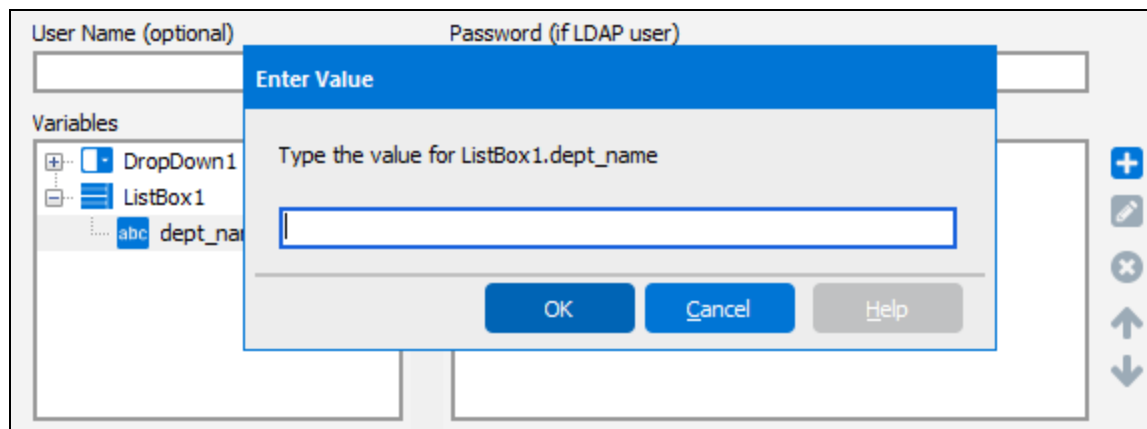 User Name (optional)
Password (if LDAP user)
Enter Value
Variables
Type the value for ListBox1.dept_name
DropDown1
ListBox1
abc dept_na
OK
Cancel
Help